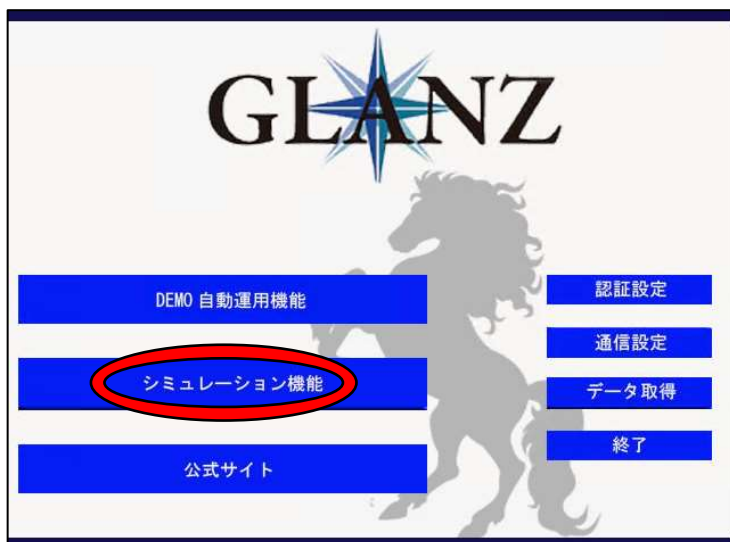 GLANZ
DEMO 自動運用機能
シミュレーション機能
公式サイト
認証設定
通信設定
データ取得
終了